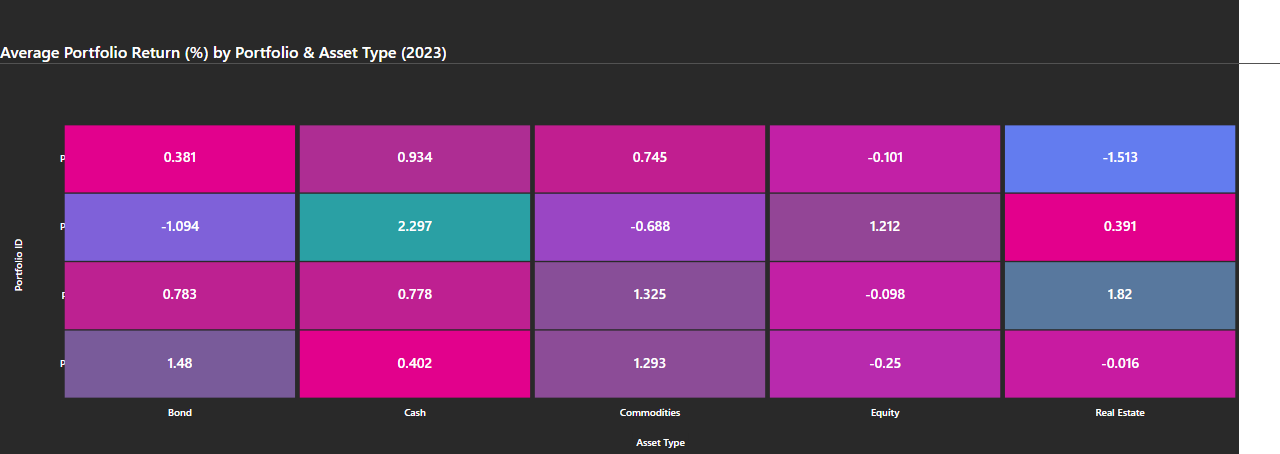 Average Portfolio Return (%) by Portfolio & Asset Type (2023)
0.381 0.934 0.745 -0.101 -1.513
-1.094 2.297 -0.688 1.212 0.391
Portfolio ID
0.783 0.778 1.325 -0.098 1.82
1.48 0.402 1.293 -0.25 -0.016
Bond Cash Commodities Equity Real Estate
Asset Type